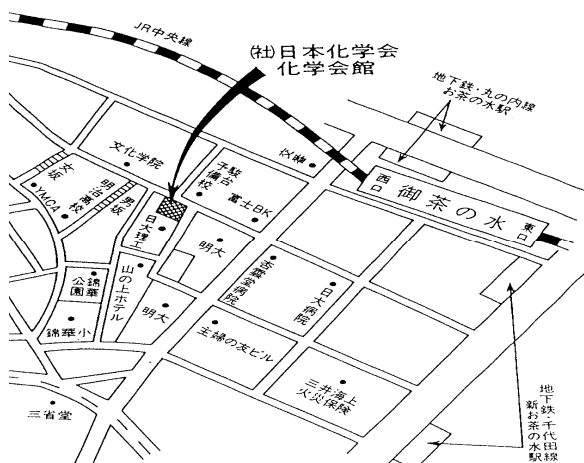 JR中央線
(社)日本化学会
化学会館
地下鉄・丸の内線
お茶の水駅
文化学院
駿台
予備校
交番
富士BK
西口
御茶の水
東口
女坂
YMCA
明治高校
男坂
日大理工
明大
杏雲堂病院
日大病院
錦華
公園
山の上ホテル
明大
錦華小
主婦の友ビル
三井海上
火災保険
三省堂
地下鉄・千代田線
新お茶の水駅